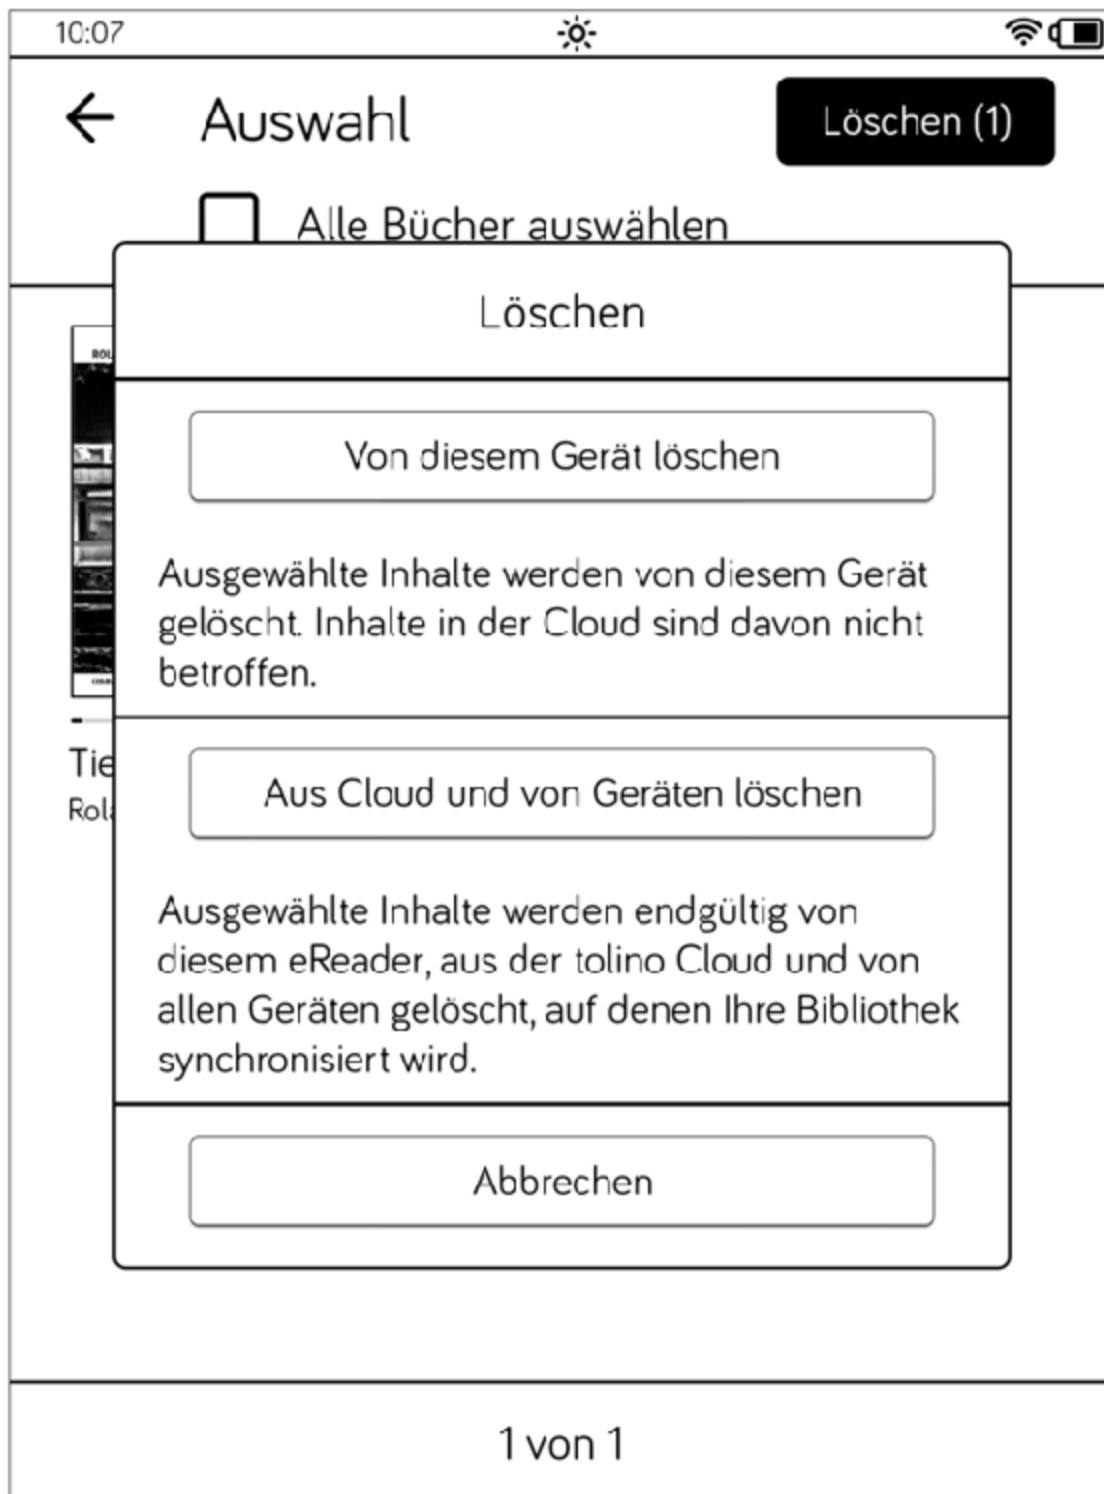 10:07
Auswahl
Löschen (1)
Alle Bücher auswählen
Löschen
ROL
Von diesem Gerät löschen
Ausgewählte Inhalte werden von diesem Gerät
gelöscht. Inhalte in der Cloud sind davon nicht
betroffen.
Tie
Aus Cloud und von Geräten löschen
Rola
Ausgewählte Inhalte werden endgültig von
diesem eReader, aus der tolino Cloud und von
allen Geräten gelöscht, auf denen Ihre Bibliothek
synchronisiert wird.
Abbrechen
1 von 1